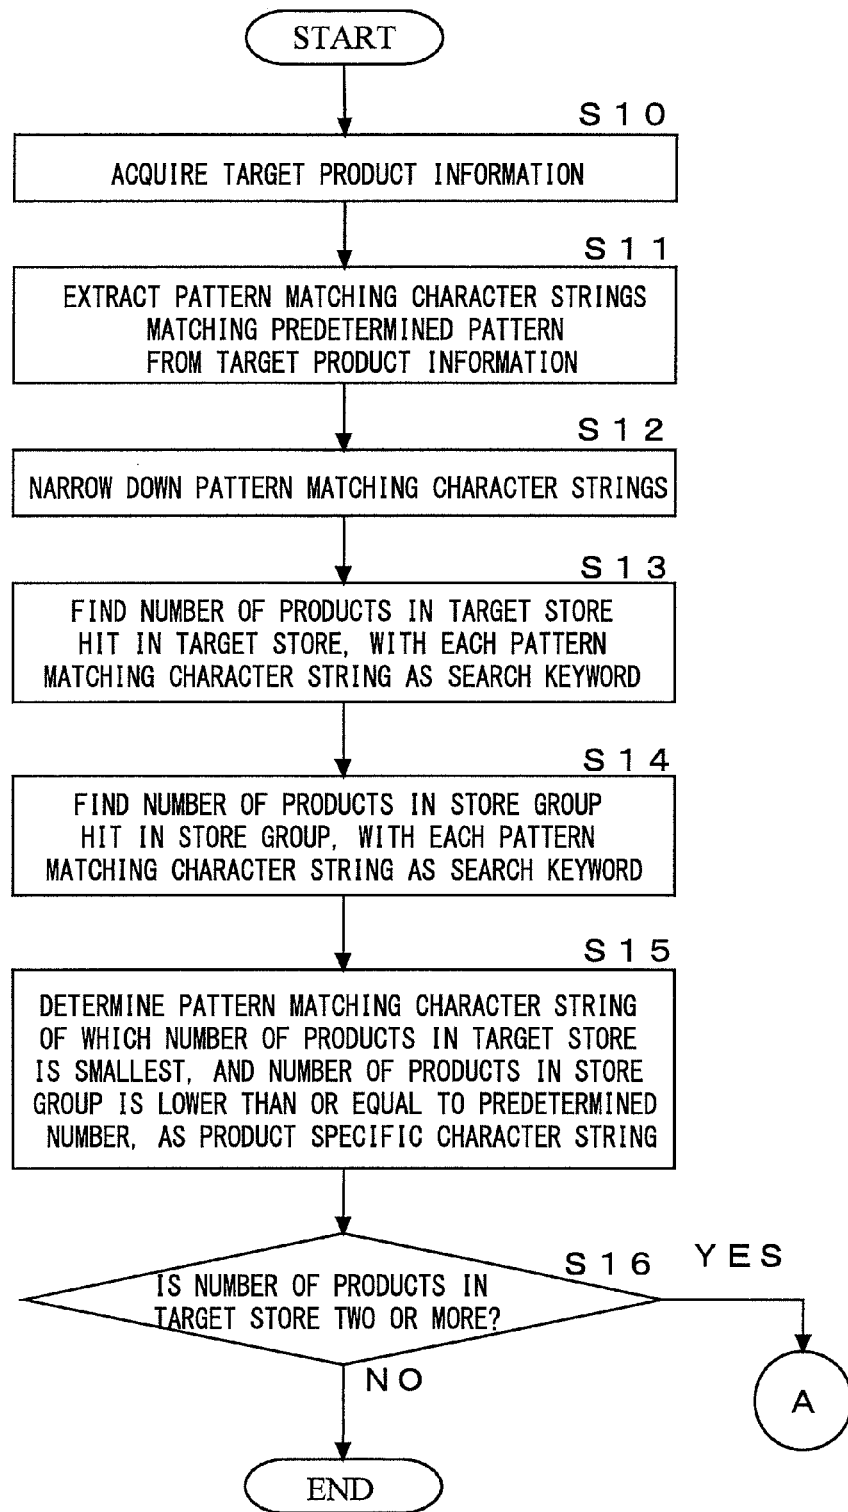 START
S10
ACQUIRE TARGET PRODUCT INFORMATION
S11
EXTRACT PATTERN MATCHING CHARACTER STRINGS
MATCHING PREDETERMINED PATTERN
FROM TARGET PRODUCT INFORMATION
S12
NARROW DOWN PATTERN MATCHING CHARACTER STRINGS
S13
FIND NUMBER OF PRODUCTS IN TARGET STORE
HIT IN TARGET STORE, WITH EACH PATTERN
MATCHING CHARACTER STRING AS SEARCH KEYWORD
S14
FIND NUMBER OF PRODUCTS IN STORE GROUP
HIT IN STORE GROUP, WITH EACH PATTERN
MATCHING CHARACTER STRING AS SEARCH KEYWORD
S15
DETERMINE PATTERN MATCHING CHARACTER STRING
OF WHICH NUMBER OF PRODUCTS IN TARGET STORE
IS SMALLEST, AND NUMBER OF PRODUCTS IN STORE
GROUP IS LOWER THAN OR EQUAL TO PREDETERMINED
NUMBER, AS PRODUCT SPECIFIC CHARACTER STRING
S16
YES
IS NUMBER OF PRODUCTS IN
TARGET STORE TWO OR MORE?
NO
A
END